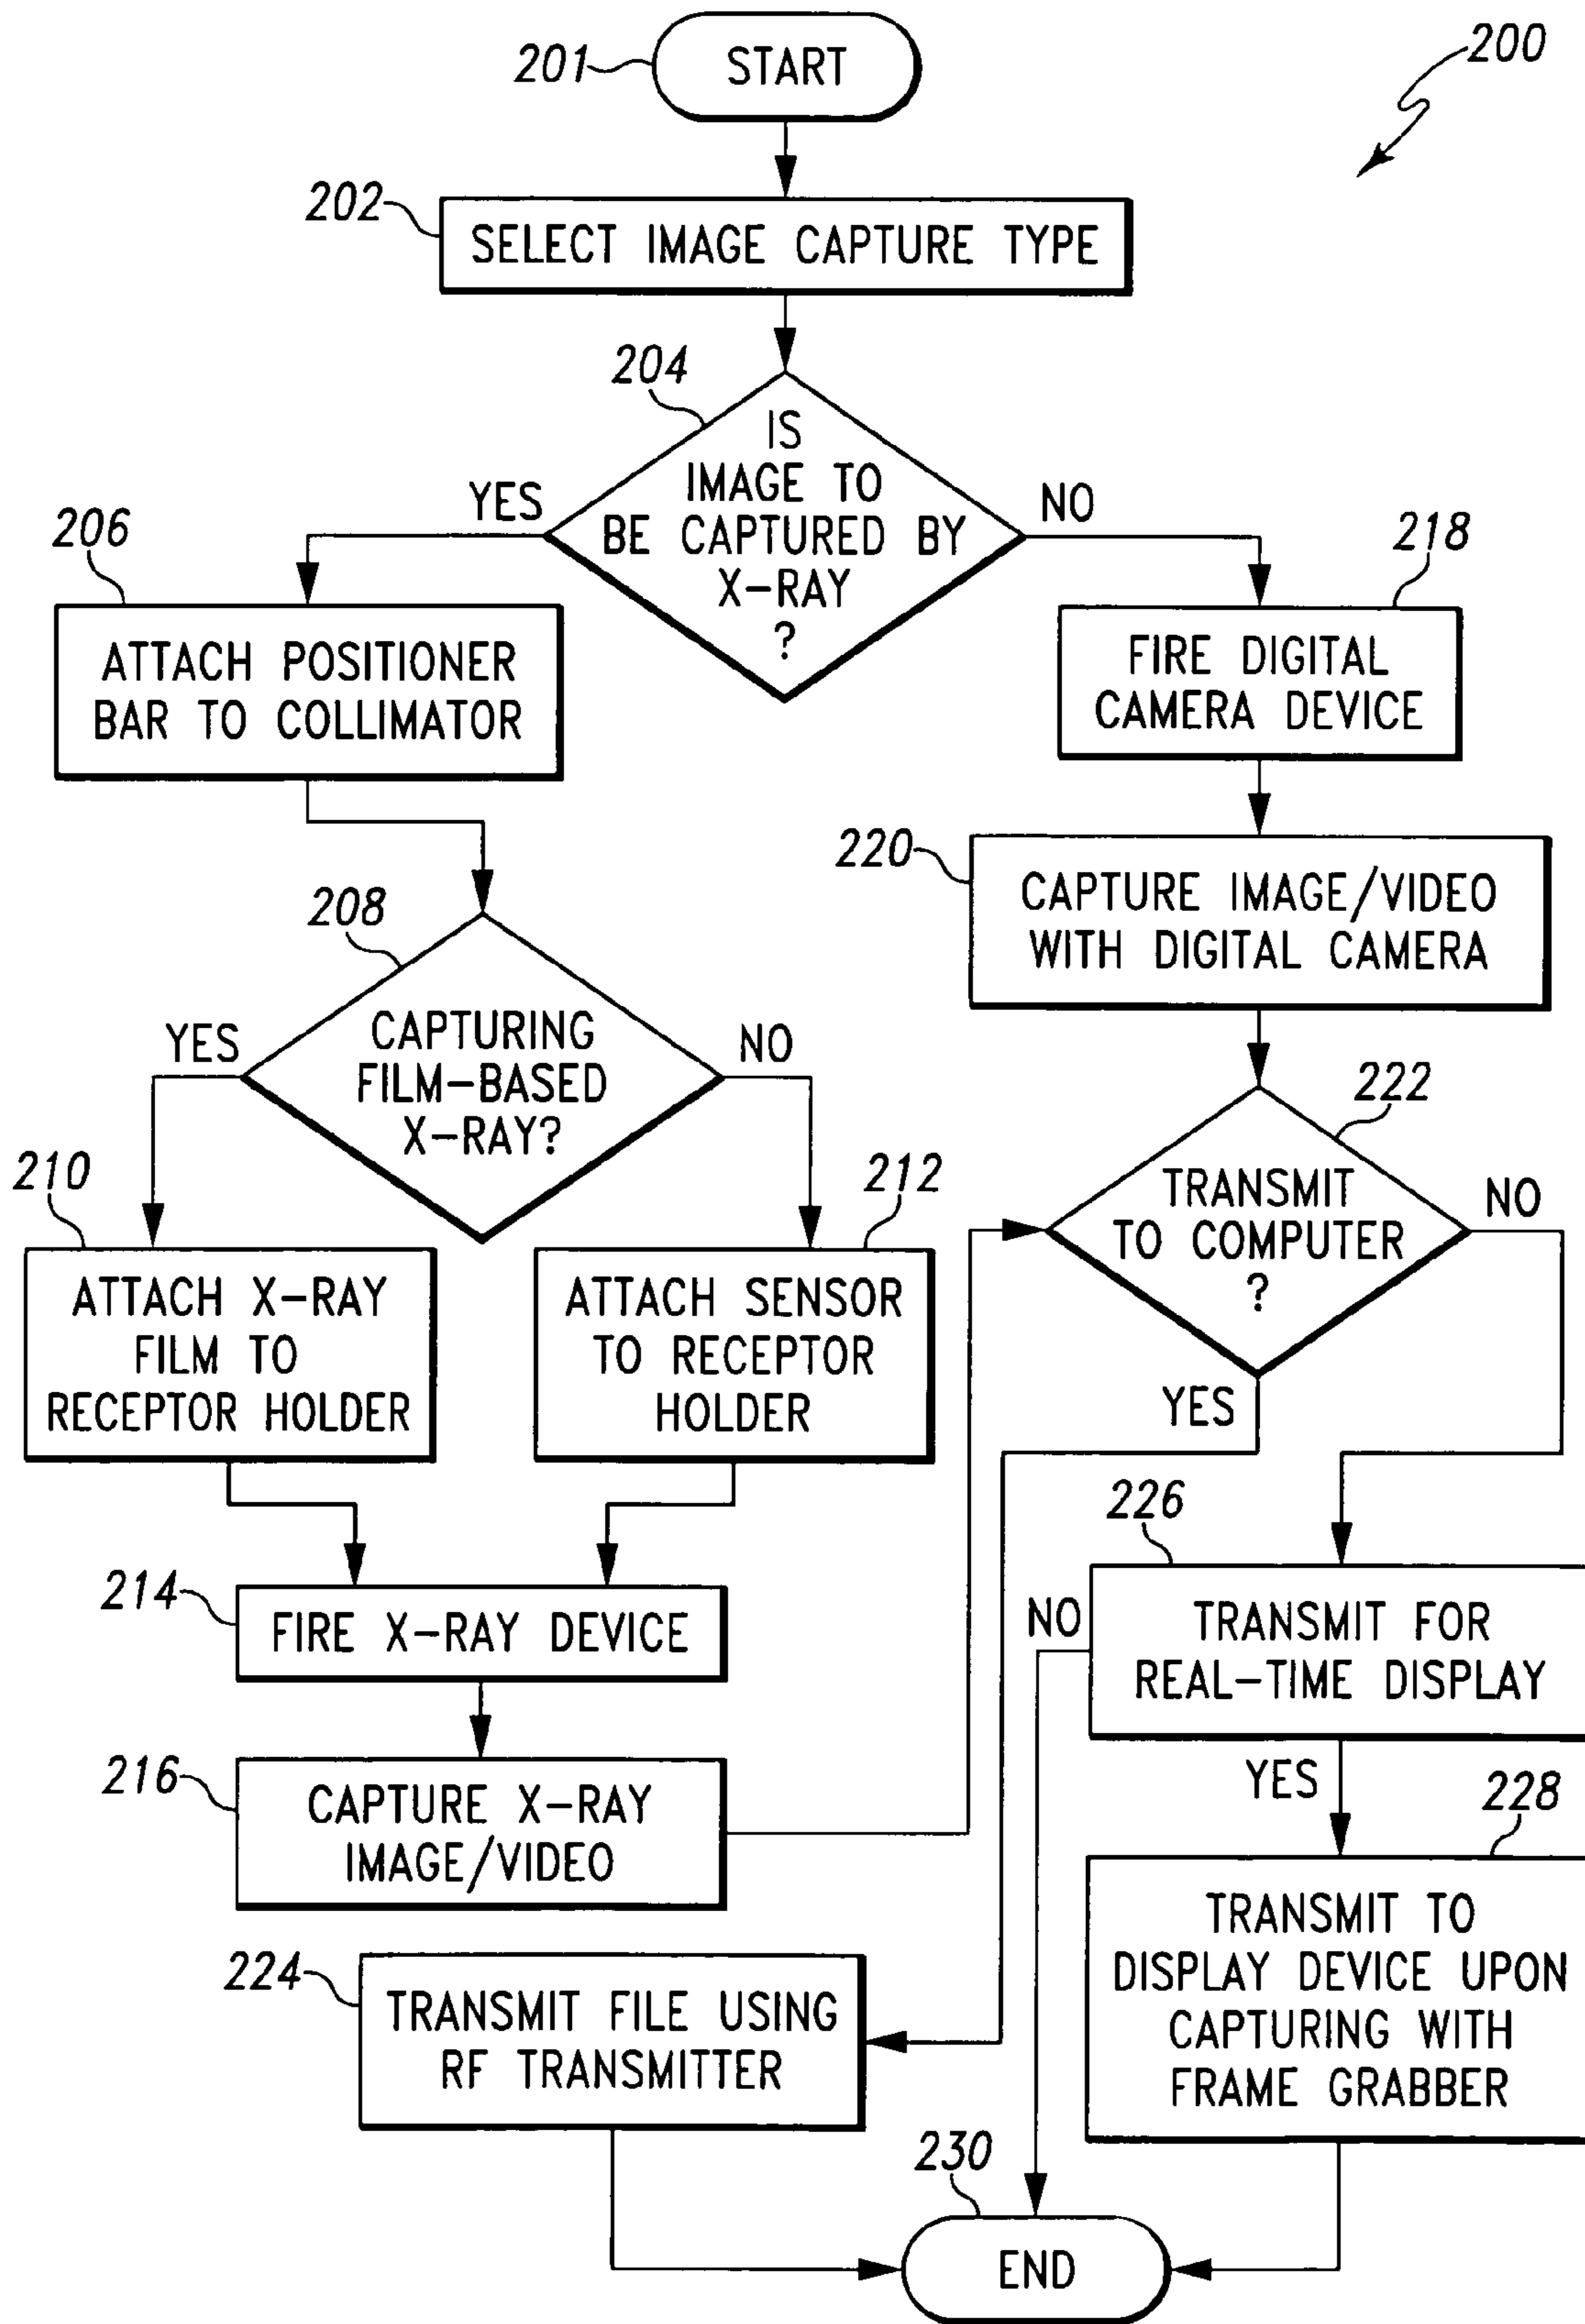 200
201
START
202
SELECT IMAGE CAPTURE TYPE
204
IS
IMAGE TO
BE CAPTURED BY
X-RAY
?
YES
NO
206
ATTACH POSITIONER
BAR TO COLLIMATOR
218
FIRE DIGITAL
CAMERA DEVICE
220
CAPTURE IMAGE/VIDEO
WITH DIGITAL CAMERA
208
CAPTURING
FILM-BASED
X-RAY?
YES
NO
210
ATTACH X-RAY
FILM TO
RECEPTOR HOLDER
212
ATTACH SENSOR
TO RECEPTOR
HOLDER
222
TRANSMIT
TO COMPUTER
?
NO
YES
214
FIRE X-RAY DEVICE
216
CAPTURE X-RAY
IMAGE/VIDEO
226
TRANSMIT FOR
REAL-TIME DISPLAY
NO
YES
228
TRANSMIT TO
DISPLAY DEVICE UPON
CAPTURING WITH
FRAME GRABBER
224
TRANSMIT FILE USING
RF TRANSMITTER
230
END